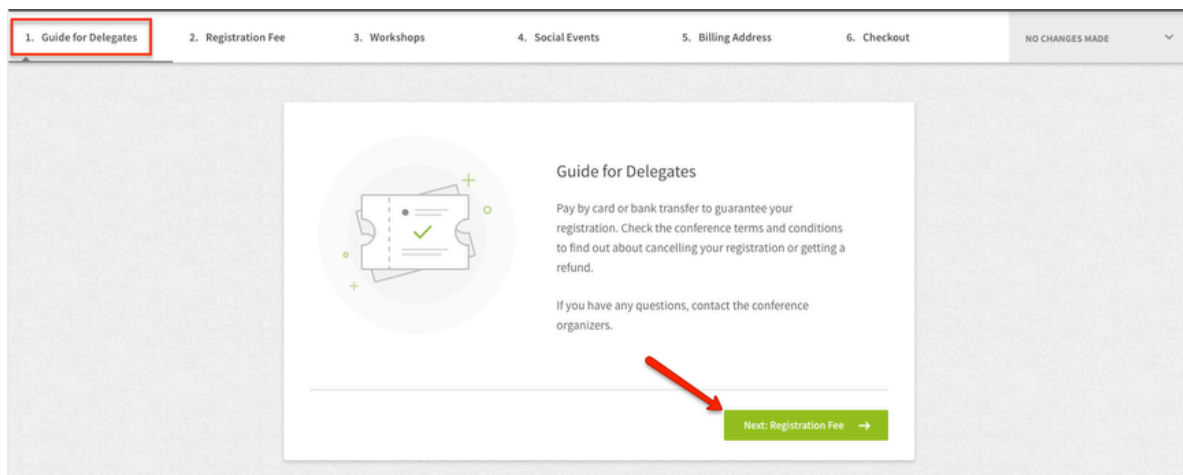 1. Guide for Delegates 2. Registration Fee 3. Workshops 4. Social Events 5. Billing Address 6. Checkout NO CHANGES MADE
Guide for Delegates
Pay by card or bank transfer to guarantee your
registration. Check the conference terms and conditions
to find out about cancelling your registration or getting a
refund.
If you have any questions, contact the conference
organizers.
Next: Registration Fee